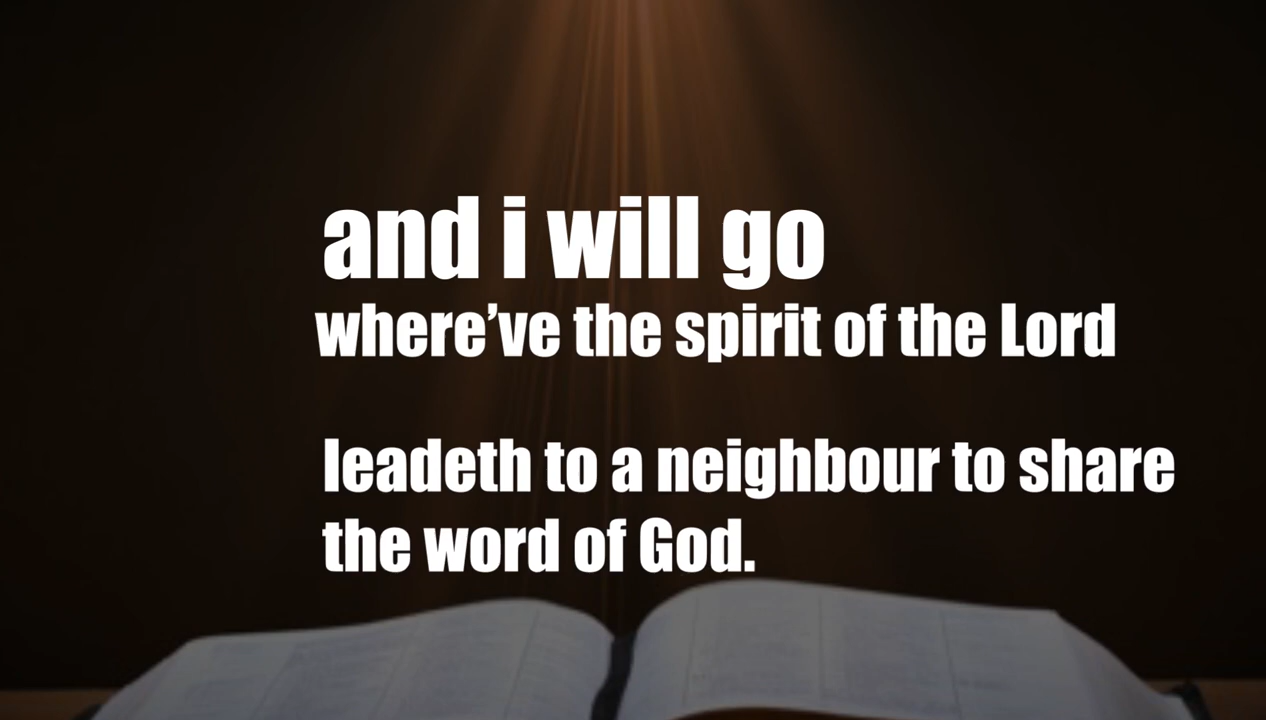 and i will go
where’ve the spirit of the Lord
leadeth to a neighbour to share
the word of God.